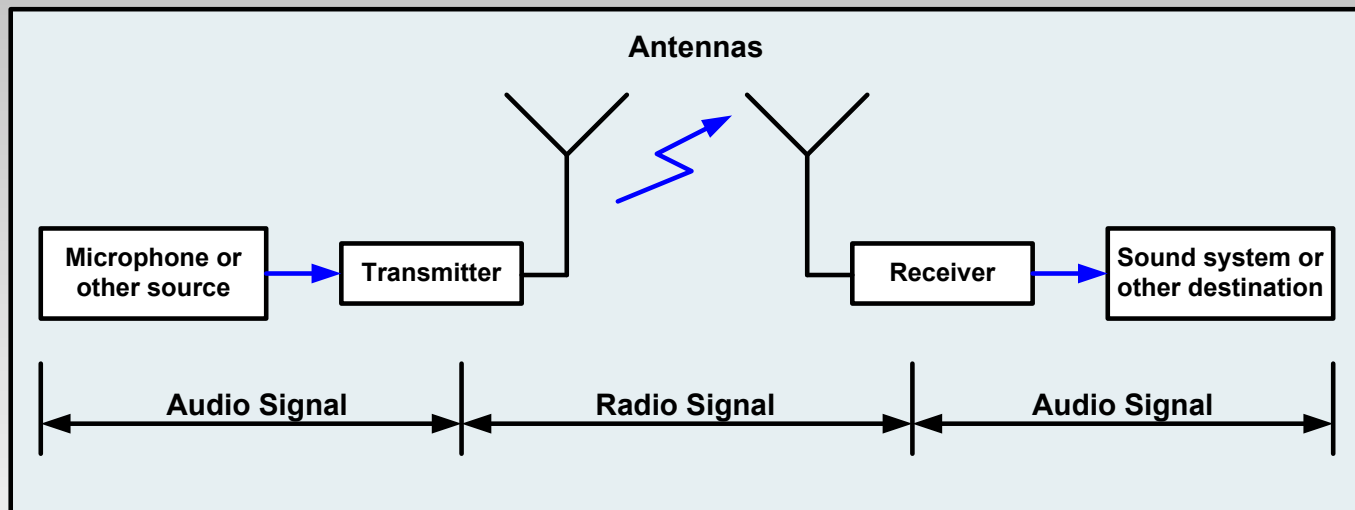 Antennas
Microphone or
other source
Transmitter
Receiver
Sound system or
other destination
Audio Signal
Radio Signal
Audio Signal